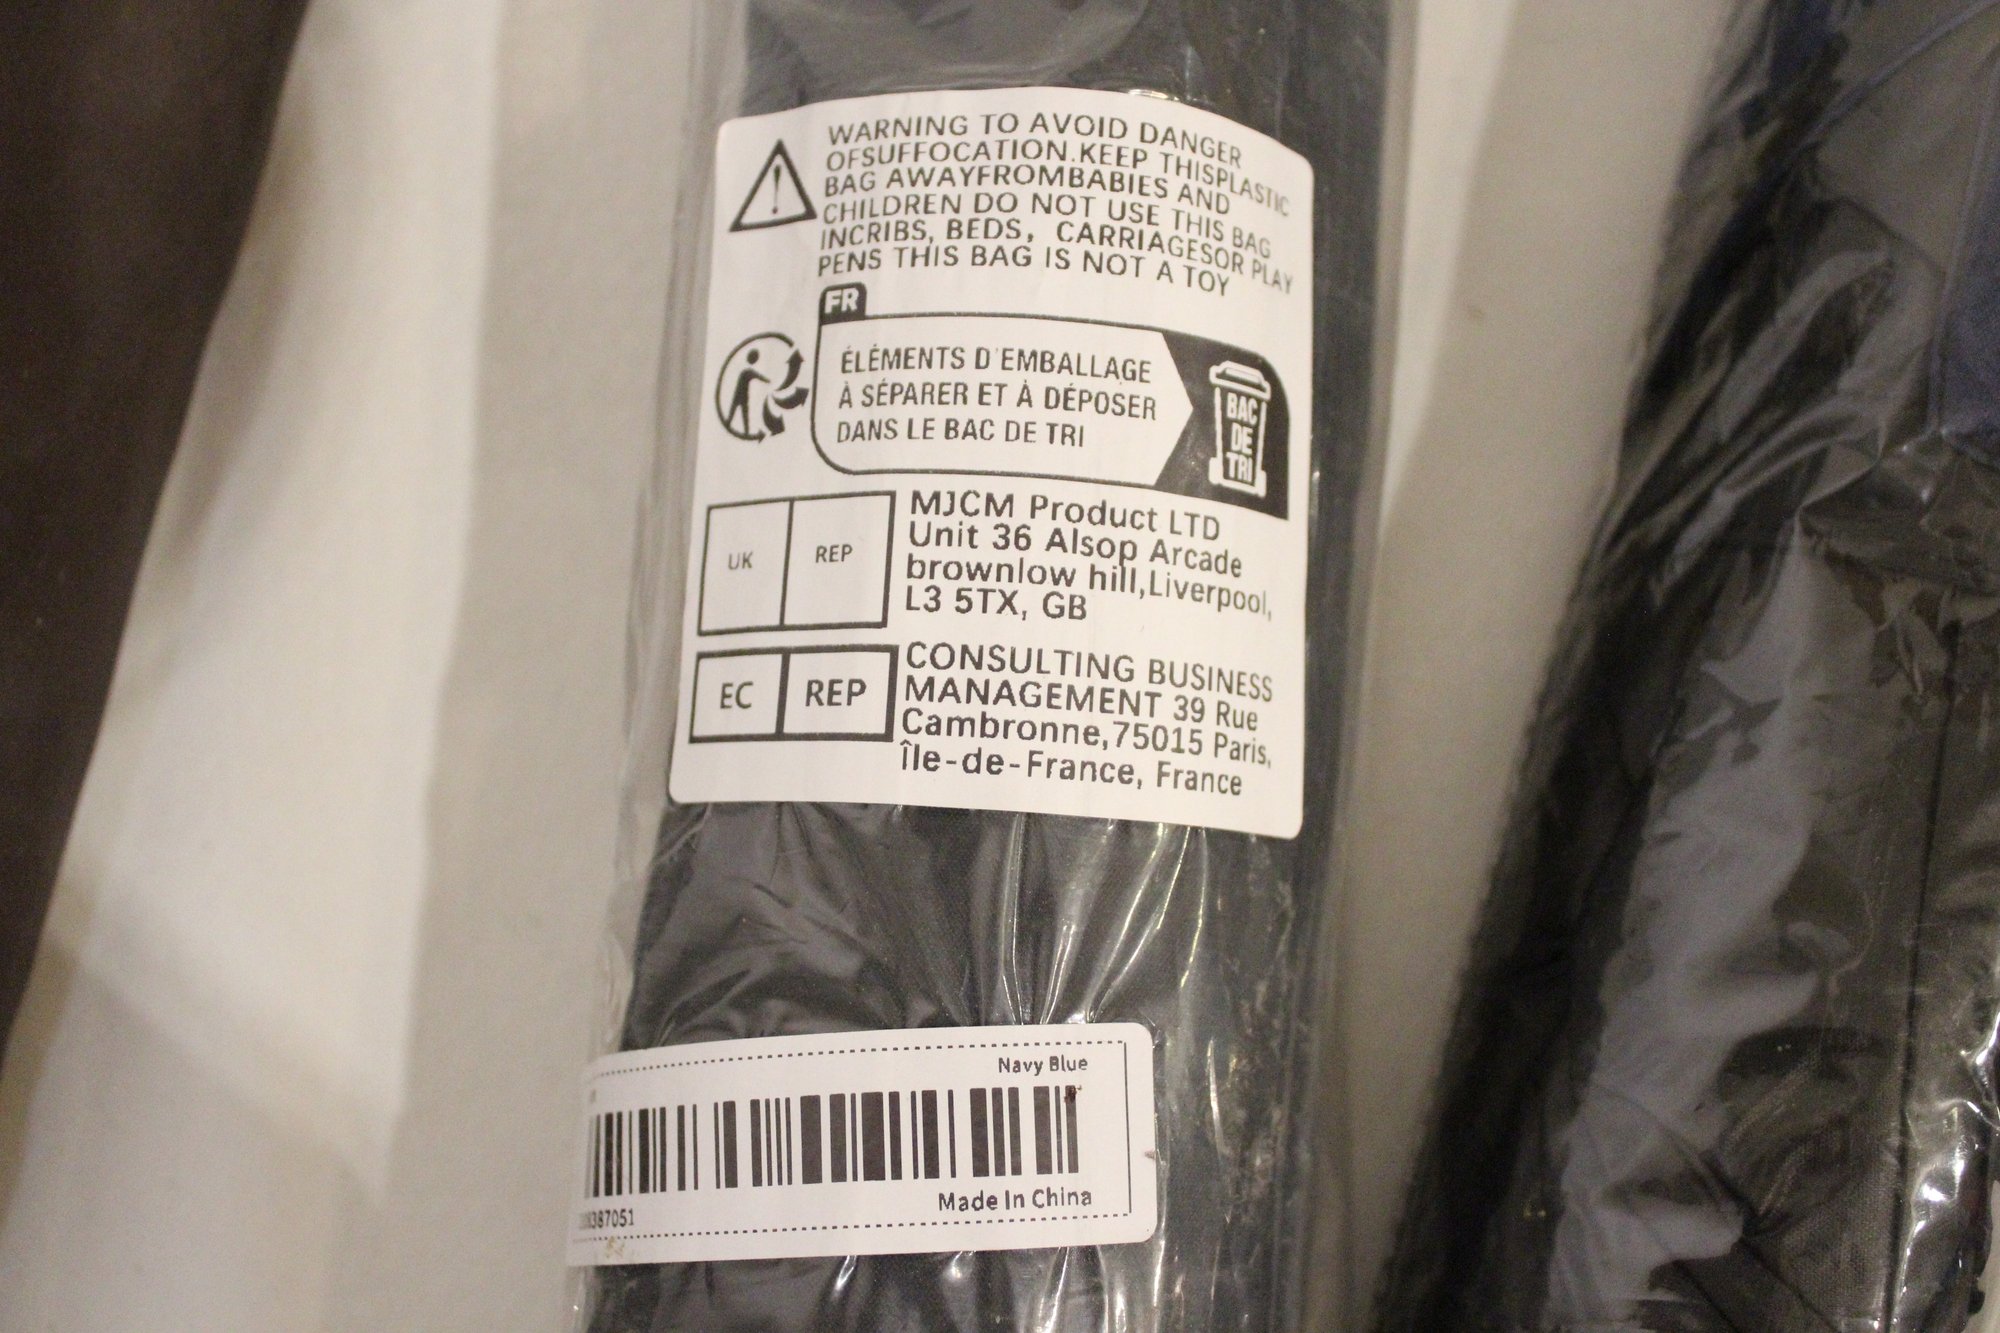 WARNING TO AVOID DANGER
OFSUFFOCATION.KEEP THISPLASTIC
BAG AWAYFROMBABIES AND
CHILDREN DO NOT USE THIS BAG
INCRIBS, BEDS, CARRIAGESOR PLAY
PENS THIS BAG IS NOT A TOY
FR
ÉLÉMENTS D'EMBALLAGE
À SÉPARER ET À DÉPOSER
DANS LE BAC DE TRI
BAC
DE
TRI
UK REP
MJCM Product LTD
Unit 36 Alsop Arcade
brownlow hill,Liverpool,
L3 5TX, GB
EC REP
CONSULTING BUSINESS
MANAGEMENT 39 Rue
Cambronne,75015 Paris,
Île-de-France, France
Navy Blue
Made In China